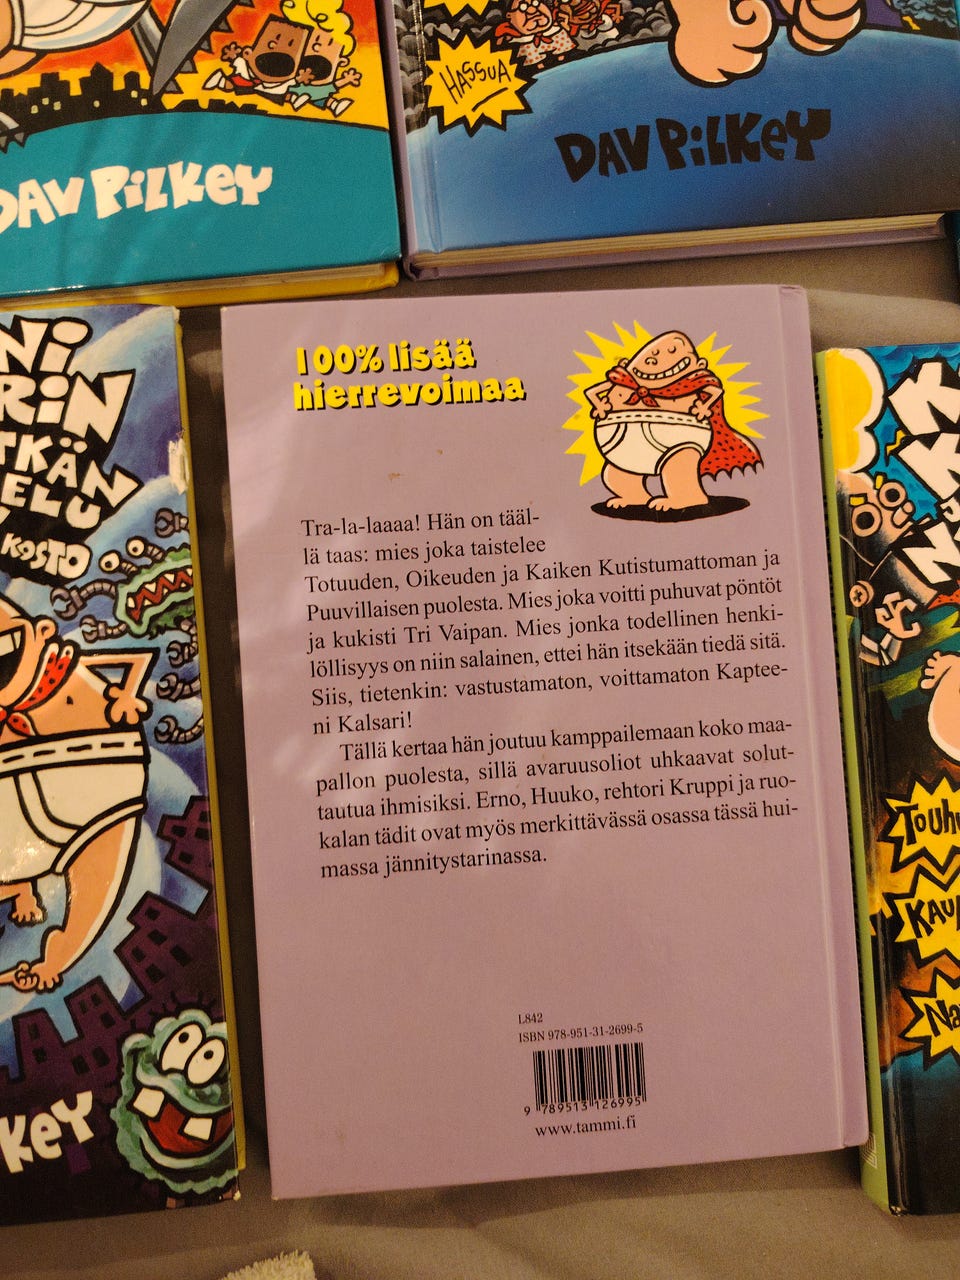 HASSUA
DAV PILKEY
DAV PILKEY
100% lisää
hierrevoimaa
Tra-la-laaaa! Hän on tääl-
lä taas: mies joka taistelee
Totuuden, Oikeuden ja Kaiken Kutistumattoman ja
Puuvillaisen puolesta. Mies joka voitti puhuvat pöntöt
ja kukisti Tri Vaipan. Mies jonka todellinen henki-
löllisyys on niin salainen, ettei hän itsekään tiedä sitä.
Siis, tietenkin: vastustamaton, voittamaton Kaptee-
ni Kalsari!
Tällä kertaa hän joutuu kamppailemaan koko maa-
pallon puolesta, sillä avaruusoliot uhkaavat solut-
tautua ihmisiksi. Erno, Huuko, rehtori Kruppi ja ruo-
kalan tädit ovat myös merkittävässä osassa tässä hui-
massa jännitystarinassa.
L842
ISBN 978-951-31-2699-5
9 789513 126995
www.tammi.fi
NI
RIN
TKÄN
ELU
KOSTO
KEY